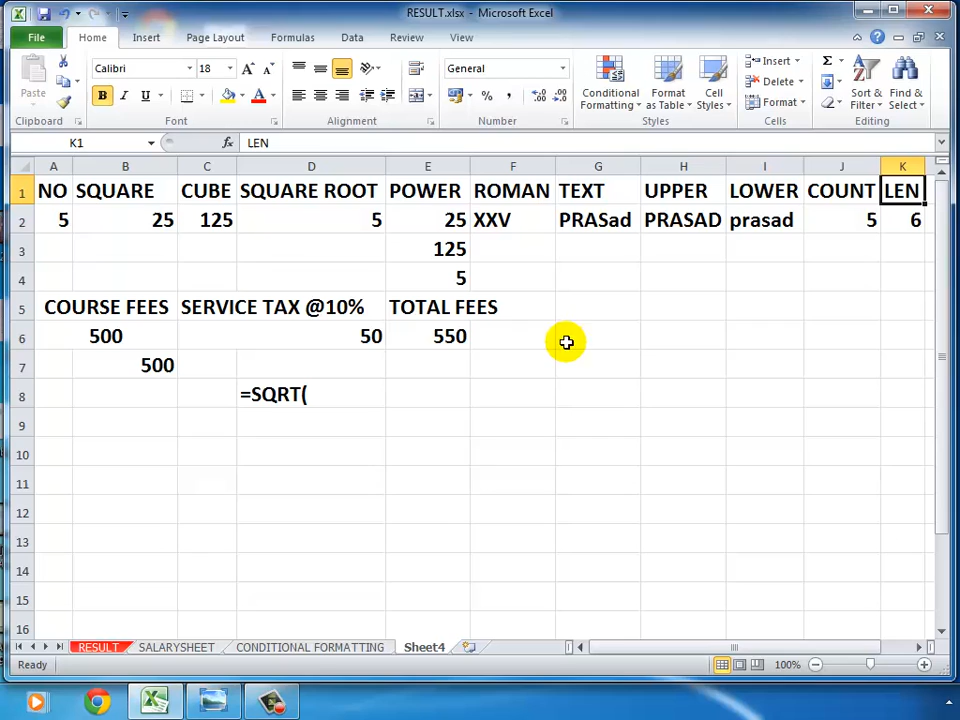 RESULT.xlsx - Microsoft Excel
File Home Insert Page Layout Formulas Data Review View
Calibri 18 General Insert Delete Format
Paste B I U Conditional Formatting Format as Table Cell Styles Sort & Filter Find & Select
Clipboard Font Alignment Number Styles Cells Editing
K1 fx LEN
A B C D E F G H I J K
1 NO SQUARE CUBE SQUARE ROOT POWER ROMAN TEXT UPPER LOWER COUNT LEN
2 5 25 125 5 25 XXV PRASad PRASAD prasad 5 6
3 125
4 5
5 COURSE FEES SERVICE TAX @10% TOTAL FEES
6 500 50 550
7 500
8 =SQRT(
9
10
11
12
13
14
15
16
RESULT SALARYSHEET CONDITIONAL FORMATTING Sheet4
Ready 100%